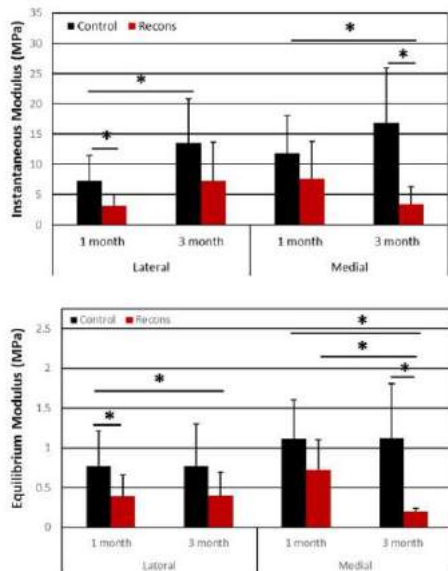 Instantaneous Modulus (MPa)
35
30
25
20
15
10
5
0
Control Recons
*
*
*
*
1 month 3 month 1 month 3 month
Lateral Medial
Equilibrium Modulus (MPa)
2.5
2
1.5
1
0.5
0
Control Recons
*
*
*
*
*
1 month 3 month 1 month 3 month
Lateral Medial